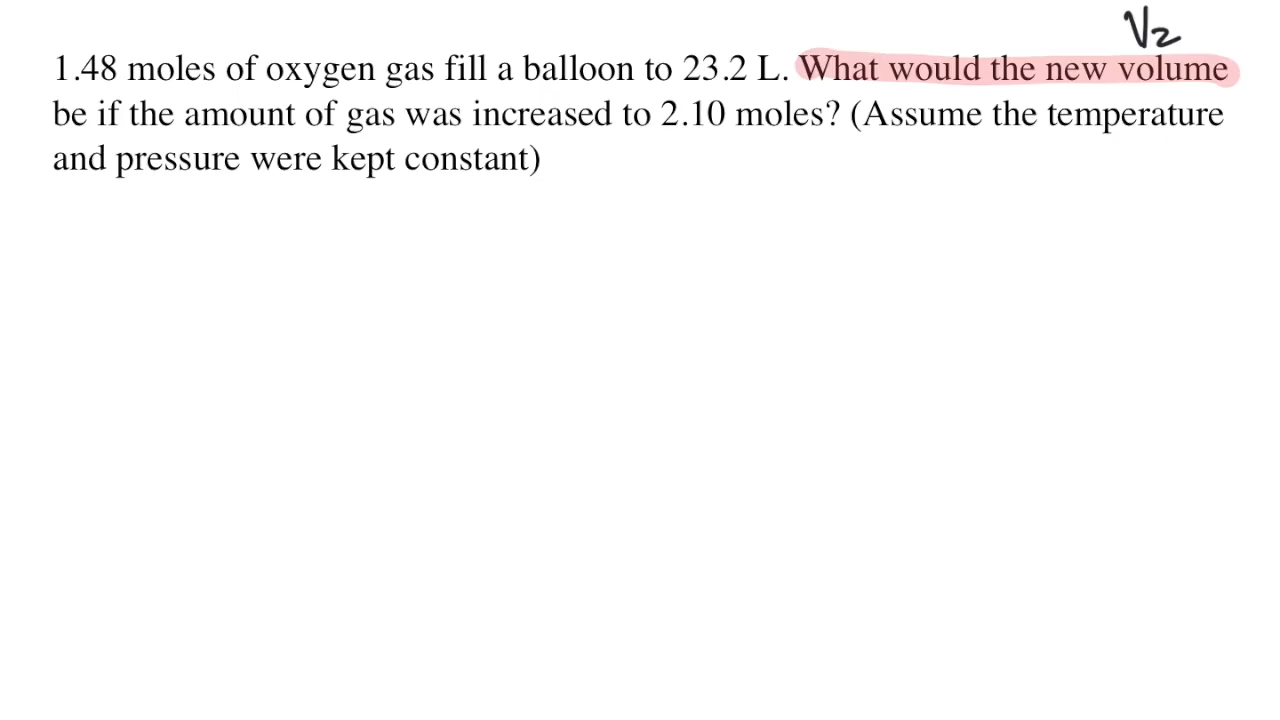 V2
1.48 moles of oxygen gas fill a balloon to 23.2 L. What would the new volume
be if the amount of gas was increased to 2.10 moles? (Assume the temperature
and pressure were kept constant)